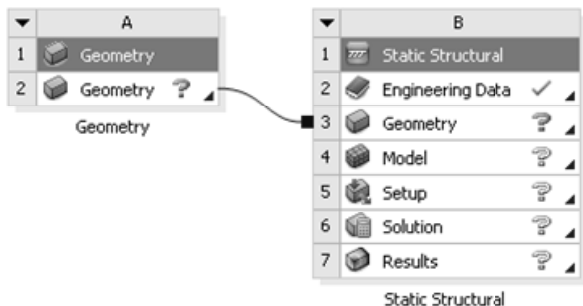 A
1 Geometry
2 Geometry ?
Geometry
B
1 Static Structural
2 Engineering Data ✓
3 Geometry ?
4 Model ?
5 Setup ?
6 Solution ?
7 Results ?
Static Structural